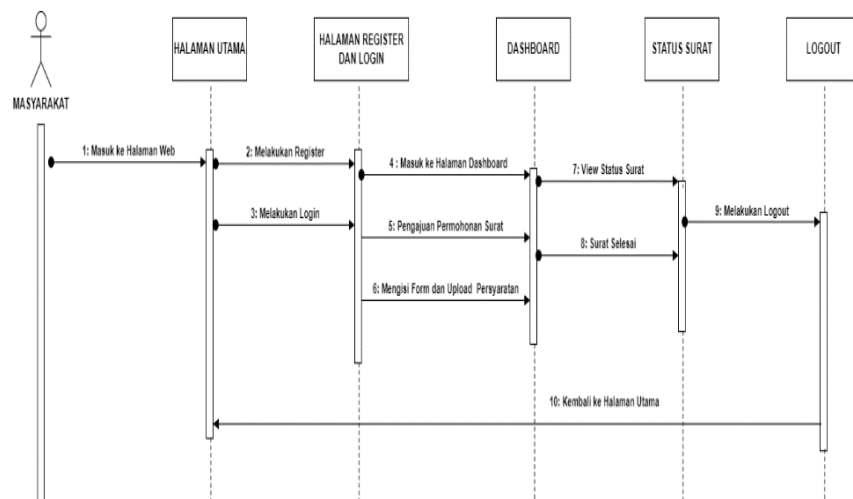 HALAMAN UTAMA
HALAMAN REGISTER
DAN LOGIN
DASHBOARD
STATUS SURAT
LOGOUT
MASYARAKAT
1: Masuk ke Halaman Web
2: Melakukan Register
4 : Masuk ke Halaman Dashboard
7: View Status Surat
3: Melakukan Login
5: Pengajuan Permohonan Surat
9: Melakukan Logout
8: Surat Selesai
6: Mengisi Form dan Upload Persyaratan
10: Kembali ke Halaman Utama